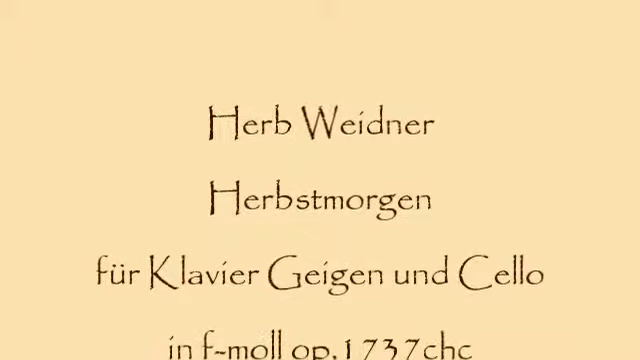 Herb Weidner
Herbstmorgen
für Klavier Geigen und Cello
in f-moll op.1737chc